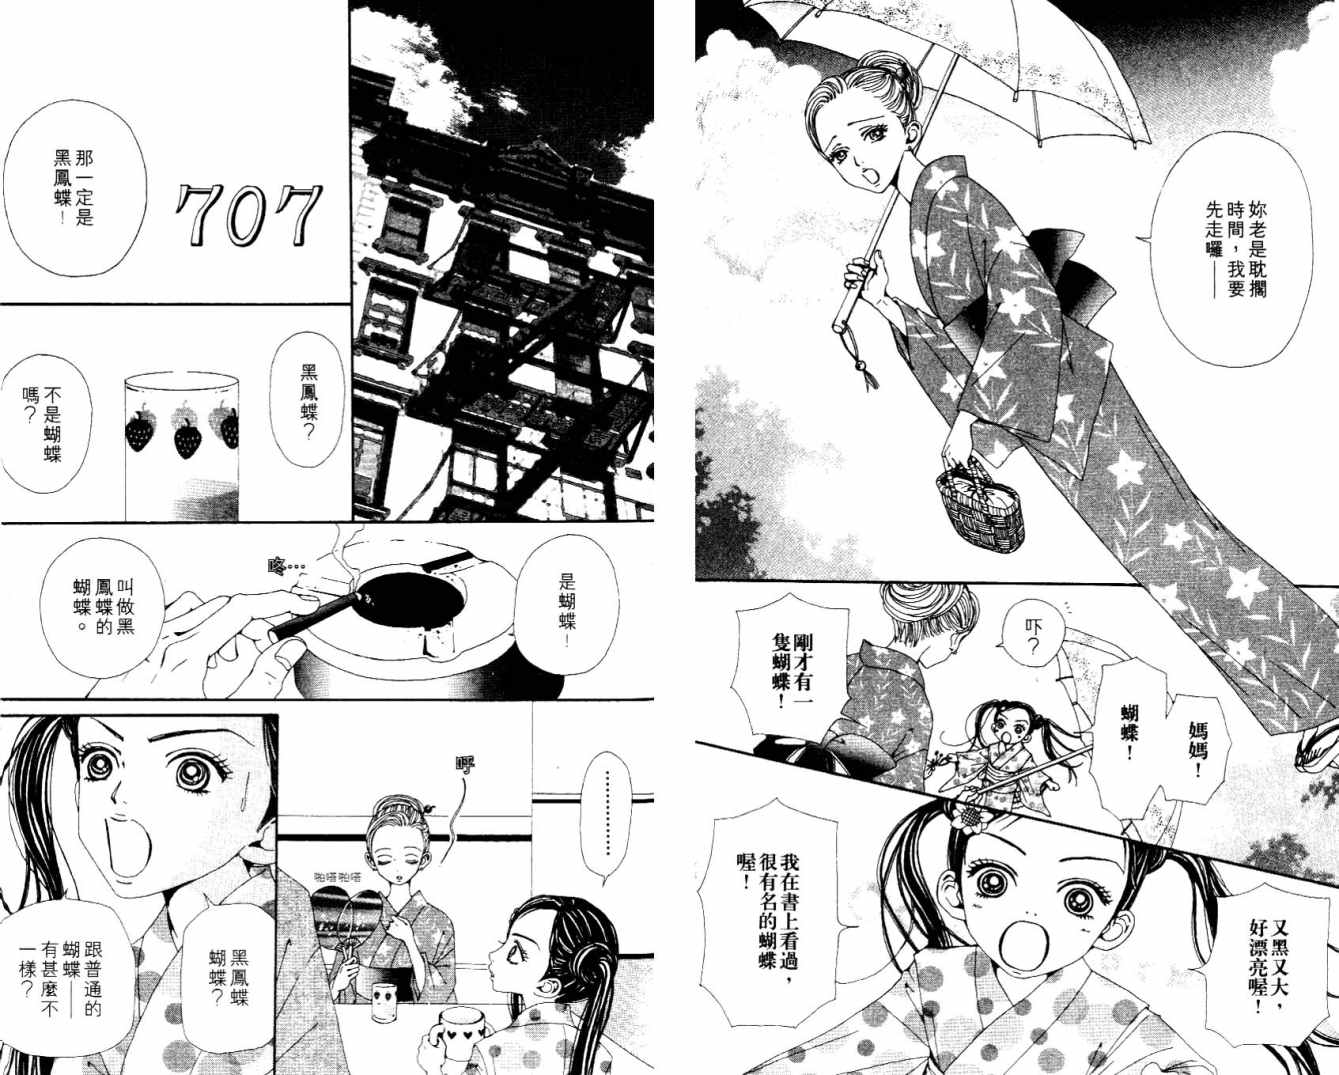 妳老是耽擱
時間，我要
先走囉——
吓？
媽媽！
蝴蝶！
剛才有一
隻蝴蝶！
又黑又大，
好漂亮喔！
我在書上看過，
很有名的蝴蝶
喔！
707
那一定是
黑鳳蝶！
黑鳳蝶？
不是蝴蝶
嗎？
是蝴蝶！
咚…
叫做黑
鳳蝶的
蝴蝶。
…………
呼
啪嗒啪嗒
黑鳳蝶
蝴蝶？
跟普通的
蝴蝶——
有甚麼不
一樣？